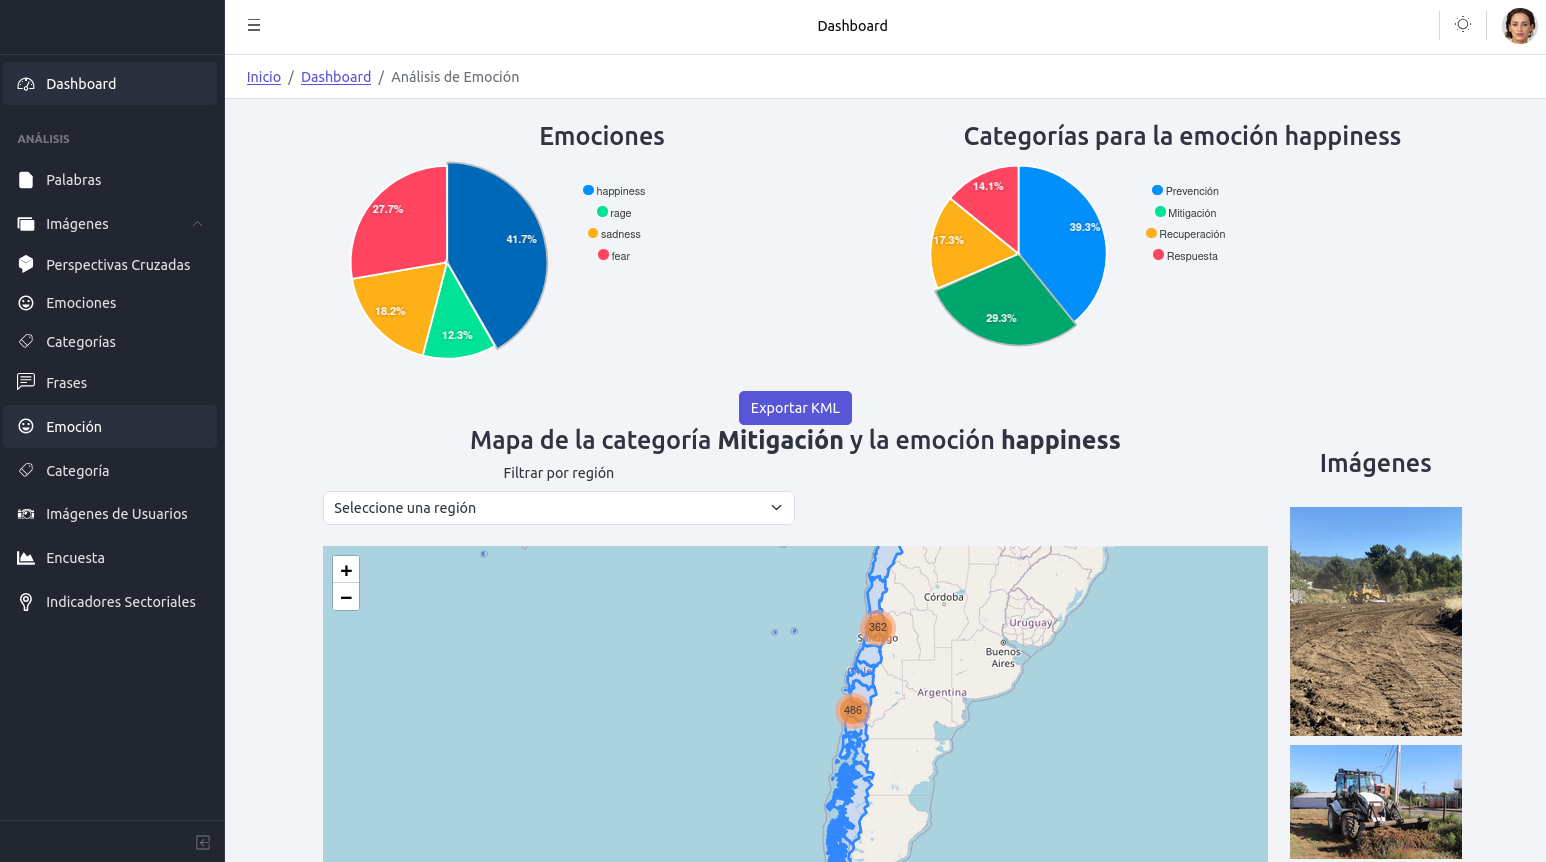 Dashboard
Dashboard
Inicio / Dashboard / Análisis de Emoción
ANÁLISIS
Palabras
Imágenes
Perspectivas Cruzadas
Emociones
Categorías
Frases
Emoción
Categoría
Imágenes de Usuarios
Encuesta
Indicadores Sectoriales
Emociones
41.7%
12.3%
18.2%
27.7%
happiness
rage
sadness
fear
Categorías para la emoción happiness
39.3%
29.3%
17.3%
14.1%
Prevención
Mitigación
Recuperación
Respuesta
Exportar KML
Mapa de la categoría Mitigación y la emoción happiness
Filtrar por región
Seleccione una región
+
−
Córdoba
Uruguay
362
Buenos
Aires
Argentina
486
Imágenes